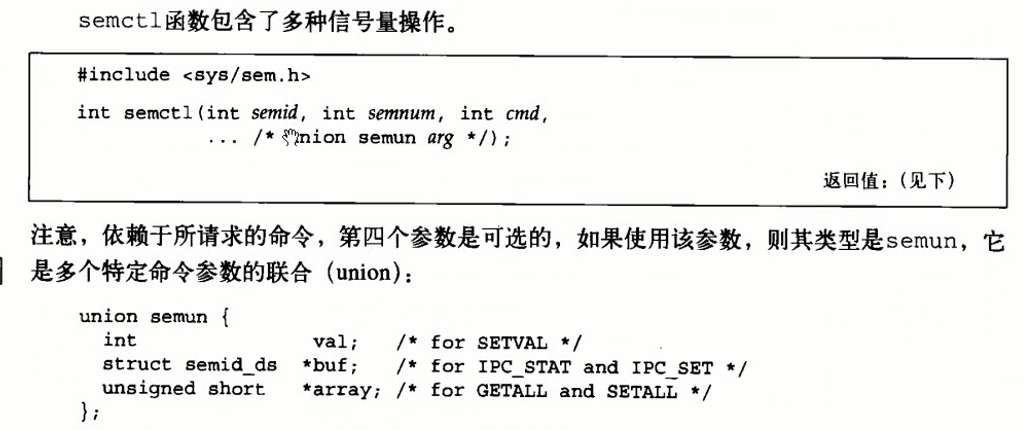 semctl函数包含了多种信号量操作。
#include <sys/sem.h>
int semctl(int semid, int semnum, int cmd,
... /* union semun arg */);
返回值：（见下）
注意，依赖于所请求的命令，第四个参数是可选的，如果使用该参数，则其类型是semun，它
是多个特定命令参数的联合（union）：
union semun {
int val; /* for SETVAL */
struct semid_ds *buf; /* for IPC_STAT and IPC_SET */
unsigned short *array; /* for GETALL and SETALL */
};